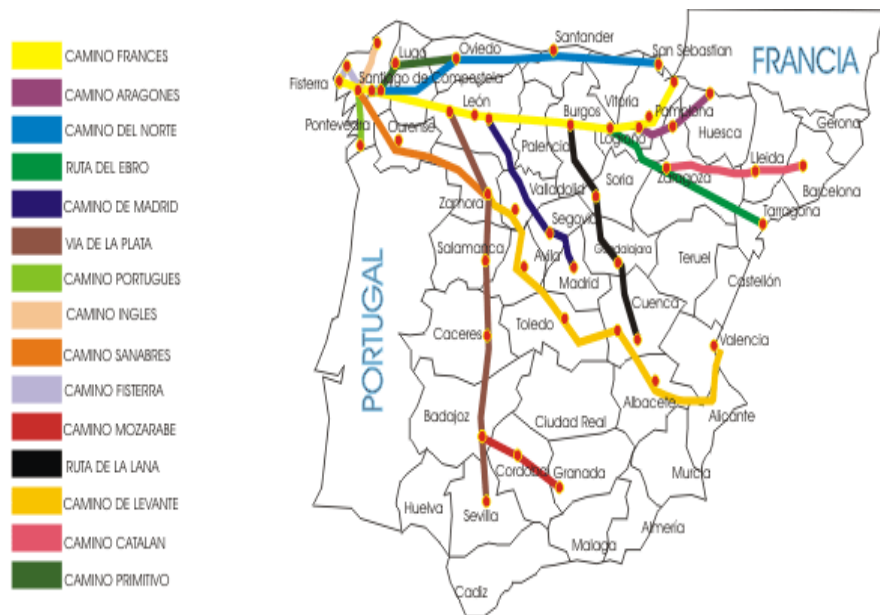 CAMINO FRANCES
CAMINO ARAGONES
CAMINO DEL NORTE
RUTA DEL EBRO
CAMINO DE MADRID
VIA DE LA PLATA
CAMINO PORTUGUES
CAMINO INGLES
CAMINO SANABRES
CAMINO FISTERRA
CAMINO MOZARABE
RUTA DE LA LANA
CAMINO DE LEVANTE
CAMINO CATALAN
CAMINO PRIMITIVO
Santander
Lugo
Oviedo
San Sebastian
FRANCIA
Fisterra
Santiago de Compestela
León
Burgos
Vitoria
Pamplona
Pontevedra
Ourense
Palencia
Logroño
Huesca
Gerona
Soria
Zaragoza
Lleida
Barcelona
Zamora
Valladolid
Segovia
Tarragona
Salamanca
Avila
Guadalajara
Teruel
Madrid
Castellón
Cuenca
PORTUGAL
Caceres
Toledo
Valencia
Badajoz
Ciudad Real
Albacete
Alicante
Cordoba
Granada
Murcia
Huelva
Sevilla
Almería
Malaga
Cadiz